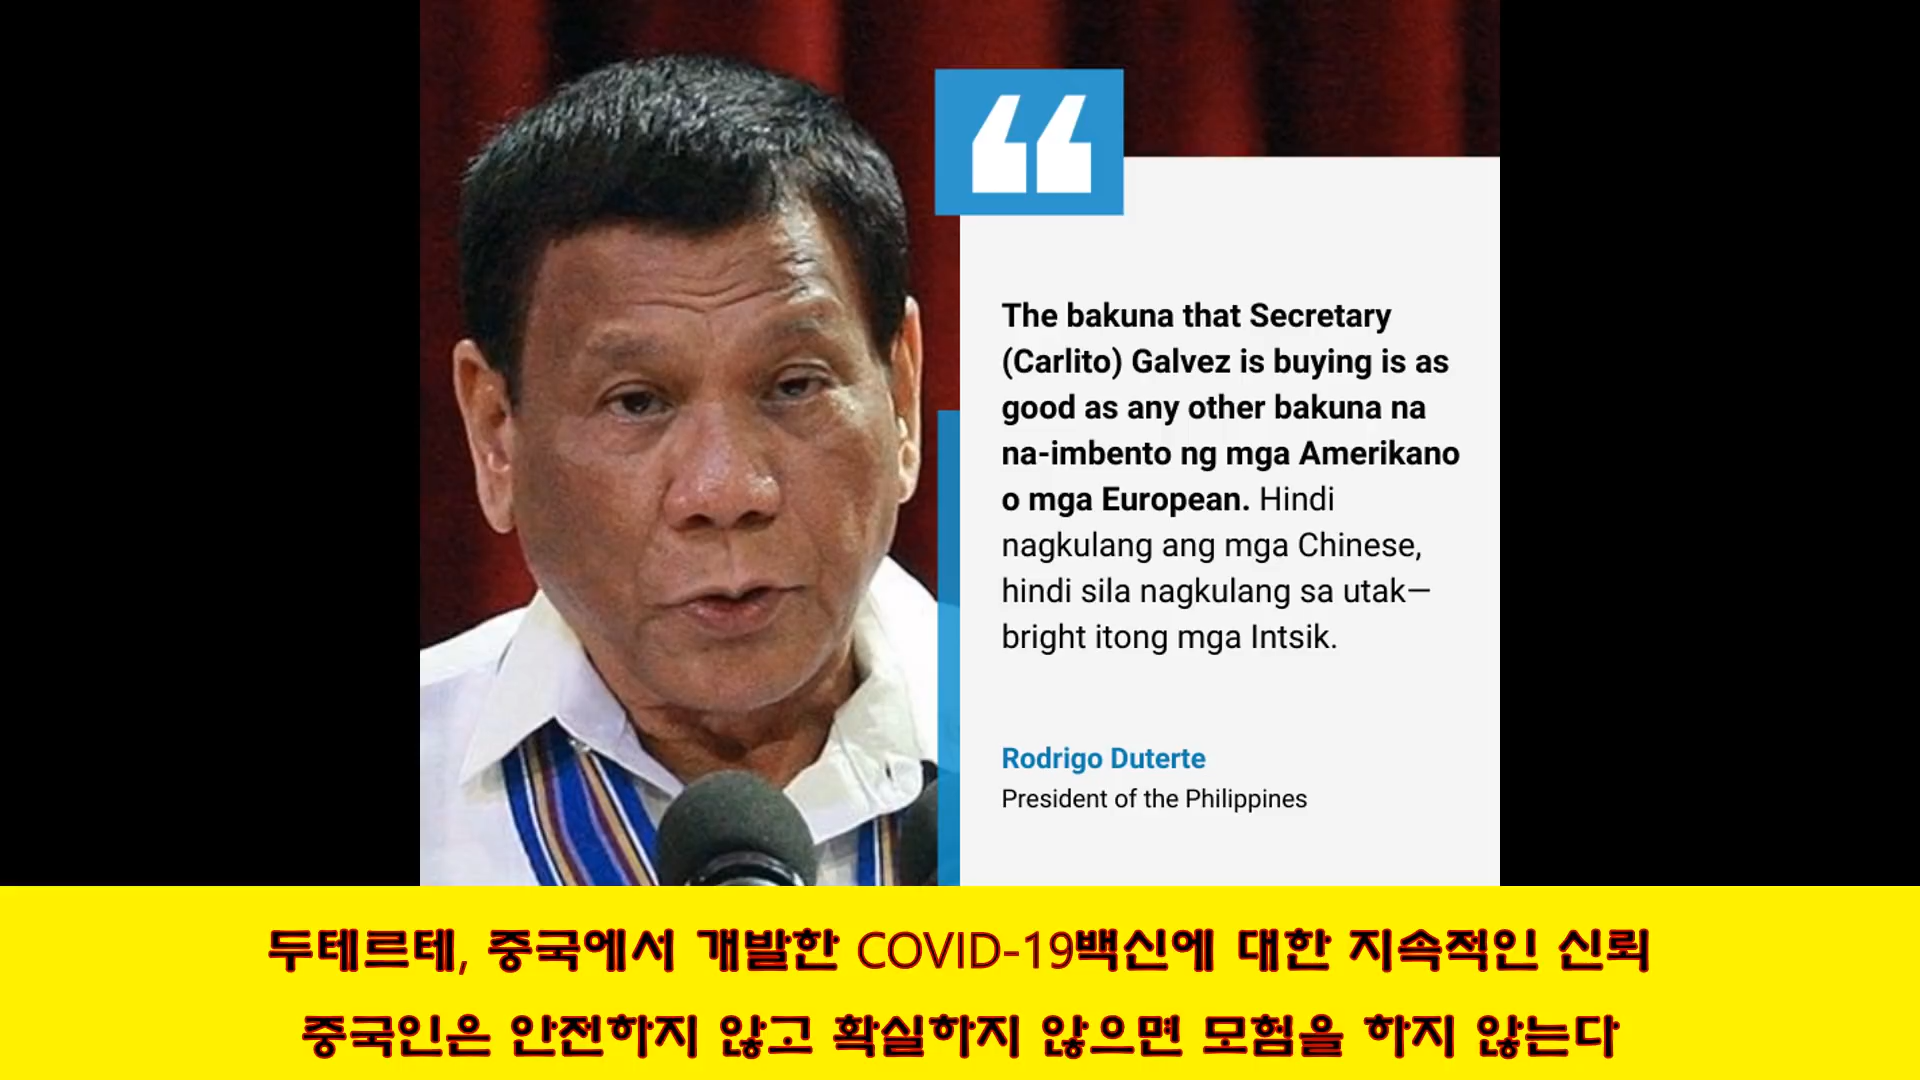 “
The bakuna that Secretary
(Carlito) Galvez is buying is as
good as any other bakuna na
na-imbento ng mga Amerikano
o mga European. Hindi
nagkulang ang mga Chinese,
hindi sila nagkulang sa utak—
bright itong mga Intsik.
Rodrigo Duterte
President of the Philippines
두테르테, 중국에서 개발한 COVID-19백신에 대한 지속적인 신뢰
중국인은 안전하지 않고 확실하지 않으면 모험을 하지 않는다